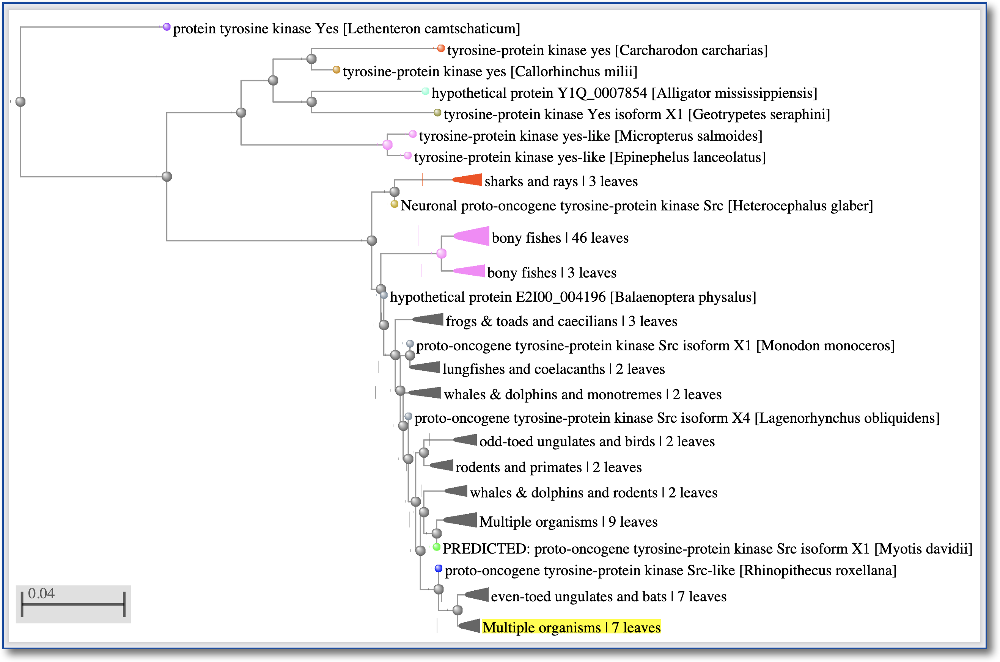 protein tyrosine kinase Yes [Lethenteron camtschaticum]
tyrosine-protein kinase yes [Carcharodon carcharias]
tyrosine-protein kinase yes [Callorhinchus milii]
hypothetical protein Y1Q_0007854 [Alligator mississippiensis]
tyrosine-protein kinase Yes isoform X1 [Geotrypetes seraphini]
tyrosine-protein kinase yes-like [Micropterus salmoides]
tyrosine-protein kinase yes-like [Epinephelus lanceolatus]
sharks and rays | 3 leaves
Neuronal proto-oncogene tyrosine-protein kinase Src [Heterocephalus glaber]
bony fishes | 46 leaves
bony fishes | 3 leaves
hypothetical protein E2I00_004196 [Balaenoptera physalus]
frogs & toads and caecilians | 3 leaves
proto-oncogene tyrosine-protein kinase Src isoform X1 [Monodon monoceros]
lungfishes and coelacanths | 2 leaves
whales & dolphins and monotremes | 2 leaves
proto-oncogene tyrosine-protein kinase Src isoform X4 [Lagenorhynchus obliquidens]
odd-toed ungulates and birds | 2 leaves
rodents and primates | 2 leaves
whales & dolphins and rodents | 2 leaves
Multiple organisms | 9 leaves
PREDICTED: proto-oncogene tyrosine-protein kinase Src isoform X1 [Myotis davidii]
proto-oncogene tyrosine-protein kinase Src-like [Rhinopithecus roxellana]
even-toed ungulates and bats | 7 leaves
Multiple organisms | 7 leaves
0.04